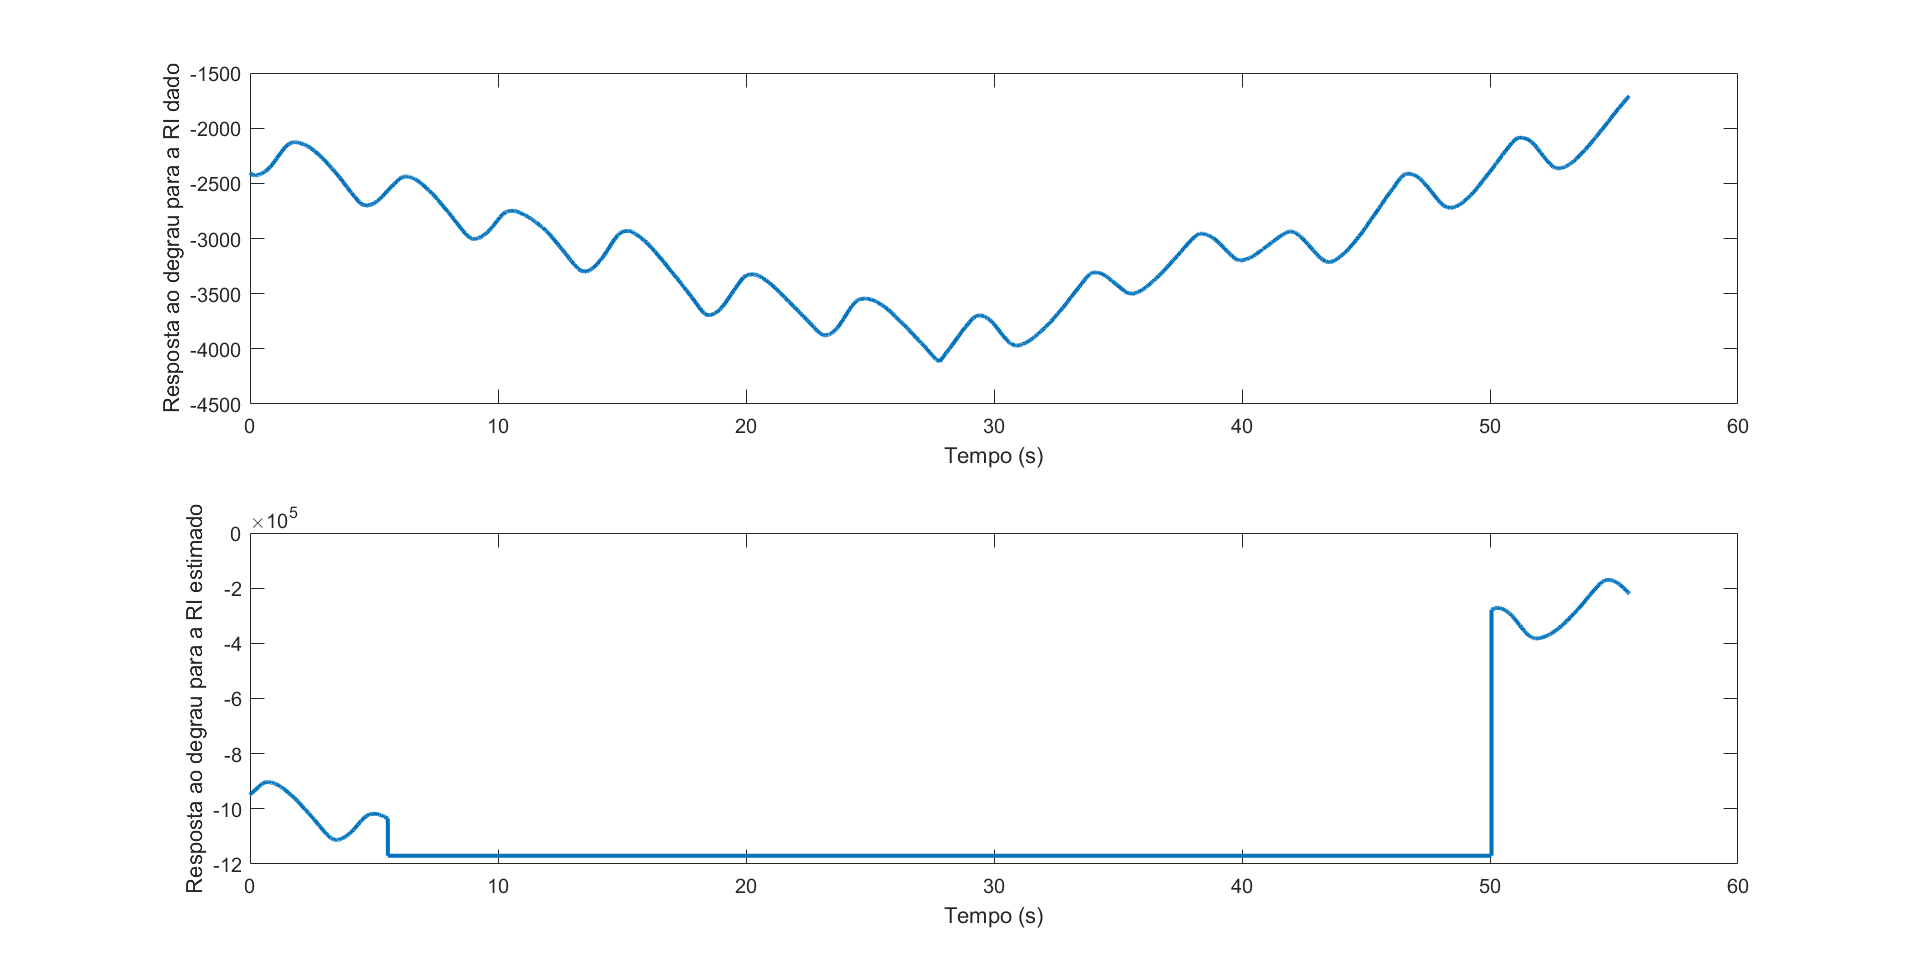 Resposta ao degrau para a RI dado
-1500
-2000
-2500
-3000
-3500
-4000
-4500
0 10 20 30 40 50 60
Tempo (s)
Resposta ao degrau para a RI estimado
×10^5
0
-2
-4
-6
-8
-10
-12
0 10 20 30 40 50 60
Tempo (s)